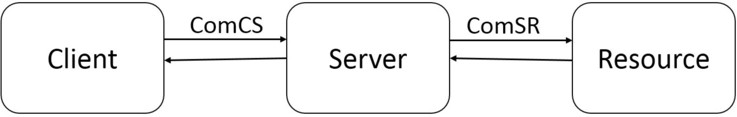 ComCS
ComSR
Client
Server
Resource